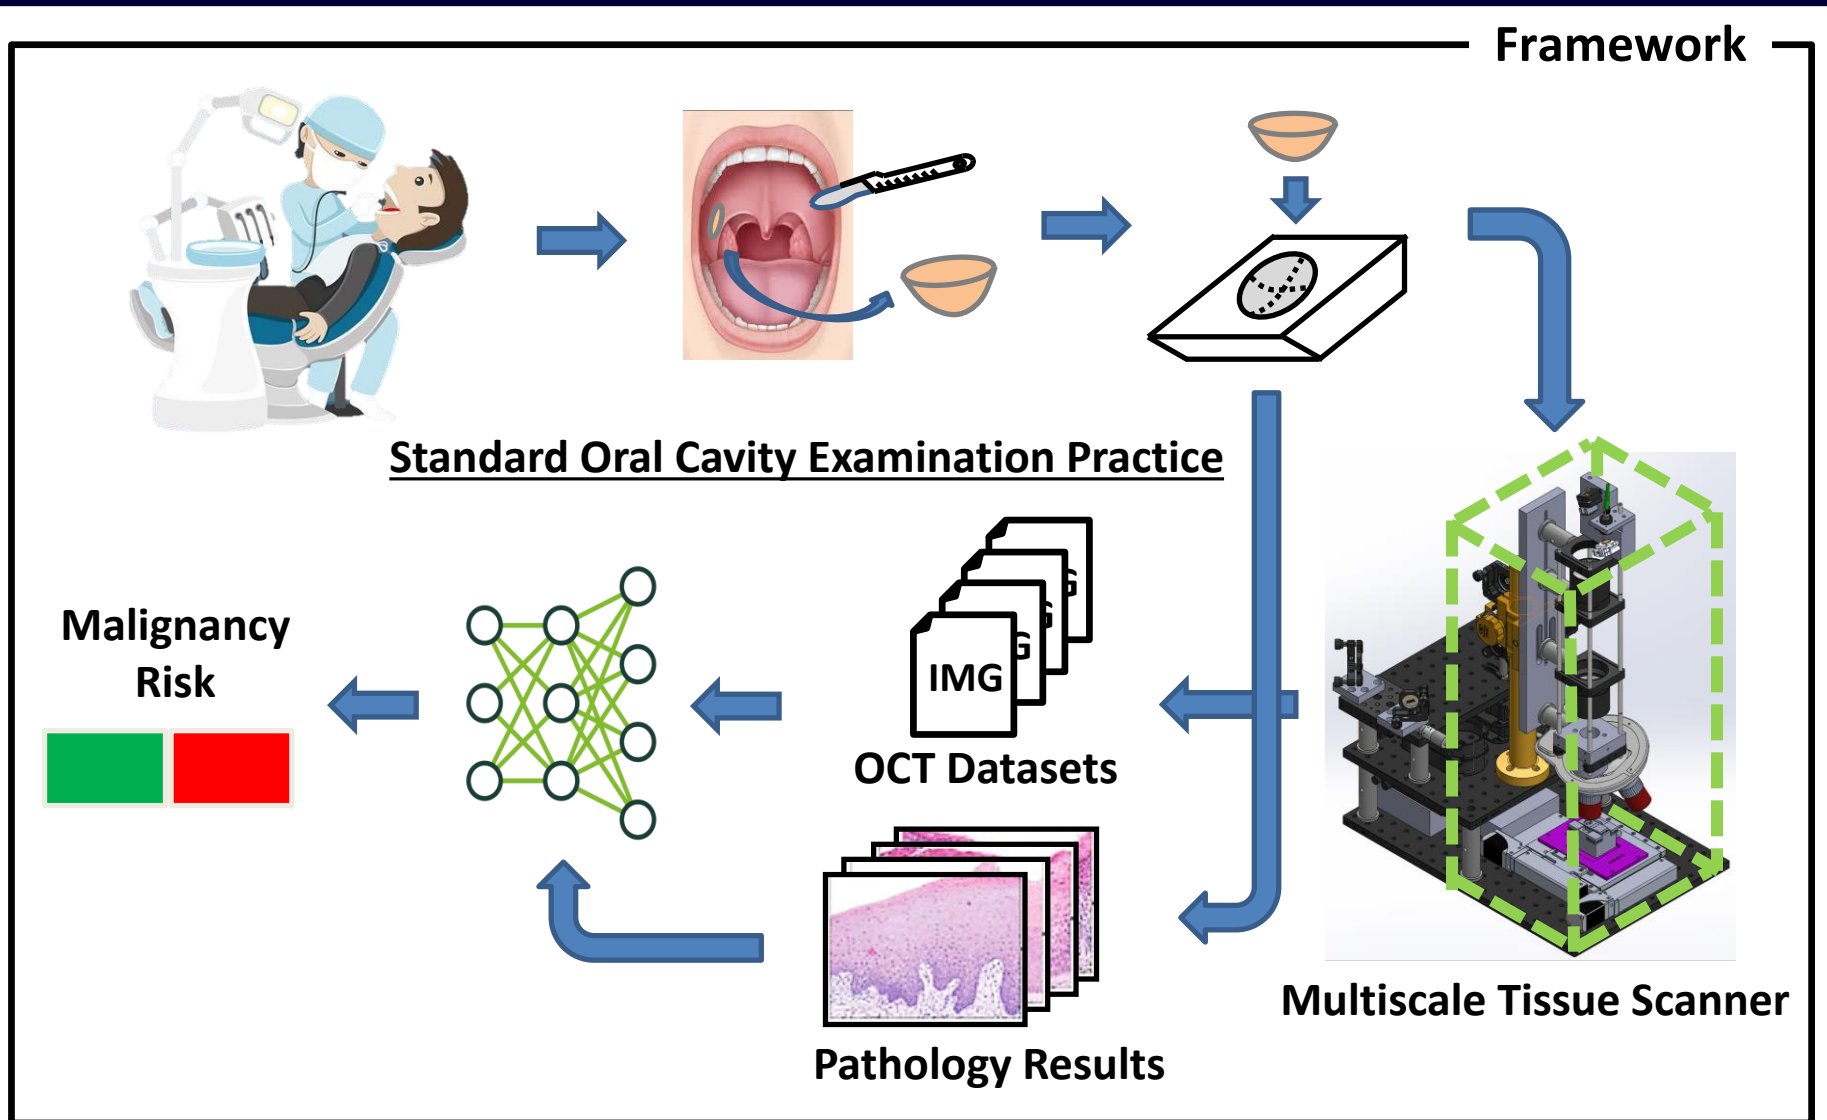 Framework
Standard Oral Cavity Examination Practice
Malignancy
Risk
IMG
G
G
G
OCT Datasets
Multiscale Tissue Scanner
Pathology Results